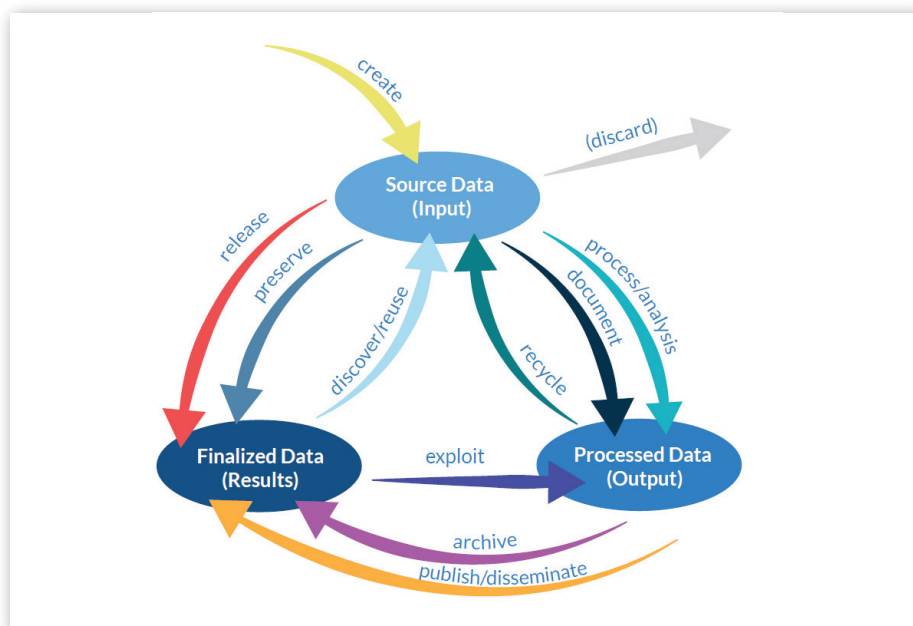 create
(discard)
Source Data
(Input)
release
preserve
discover/reuse
recycle
document
process/analysis
Finalized Data
(Results)
exploit
Processed Data
(Output)
archive
publish/disseminate